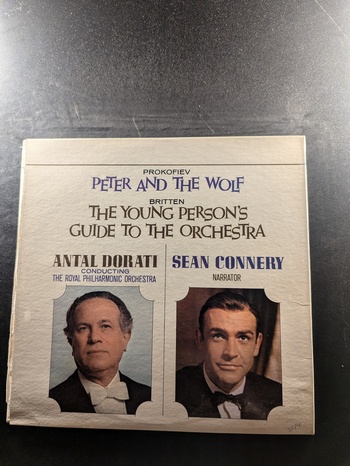 PROKOFIEV
PETER AND THE WOLF
BRITTEN
THE YOUNG PERSON'S
GUIDE TO THE ORCHESTRA
ANTAL DORATI
CONDUCTING
THE ROYAL PHILHARMONIC ORCHESTRA
SEAN CONNERY
NARRATOR